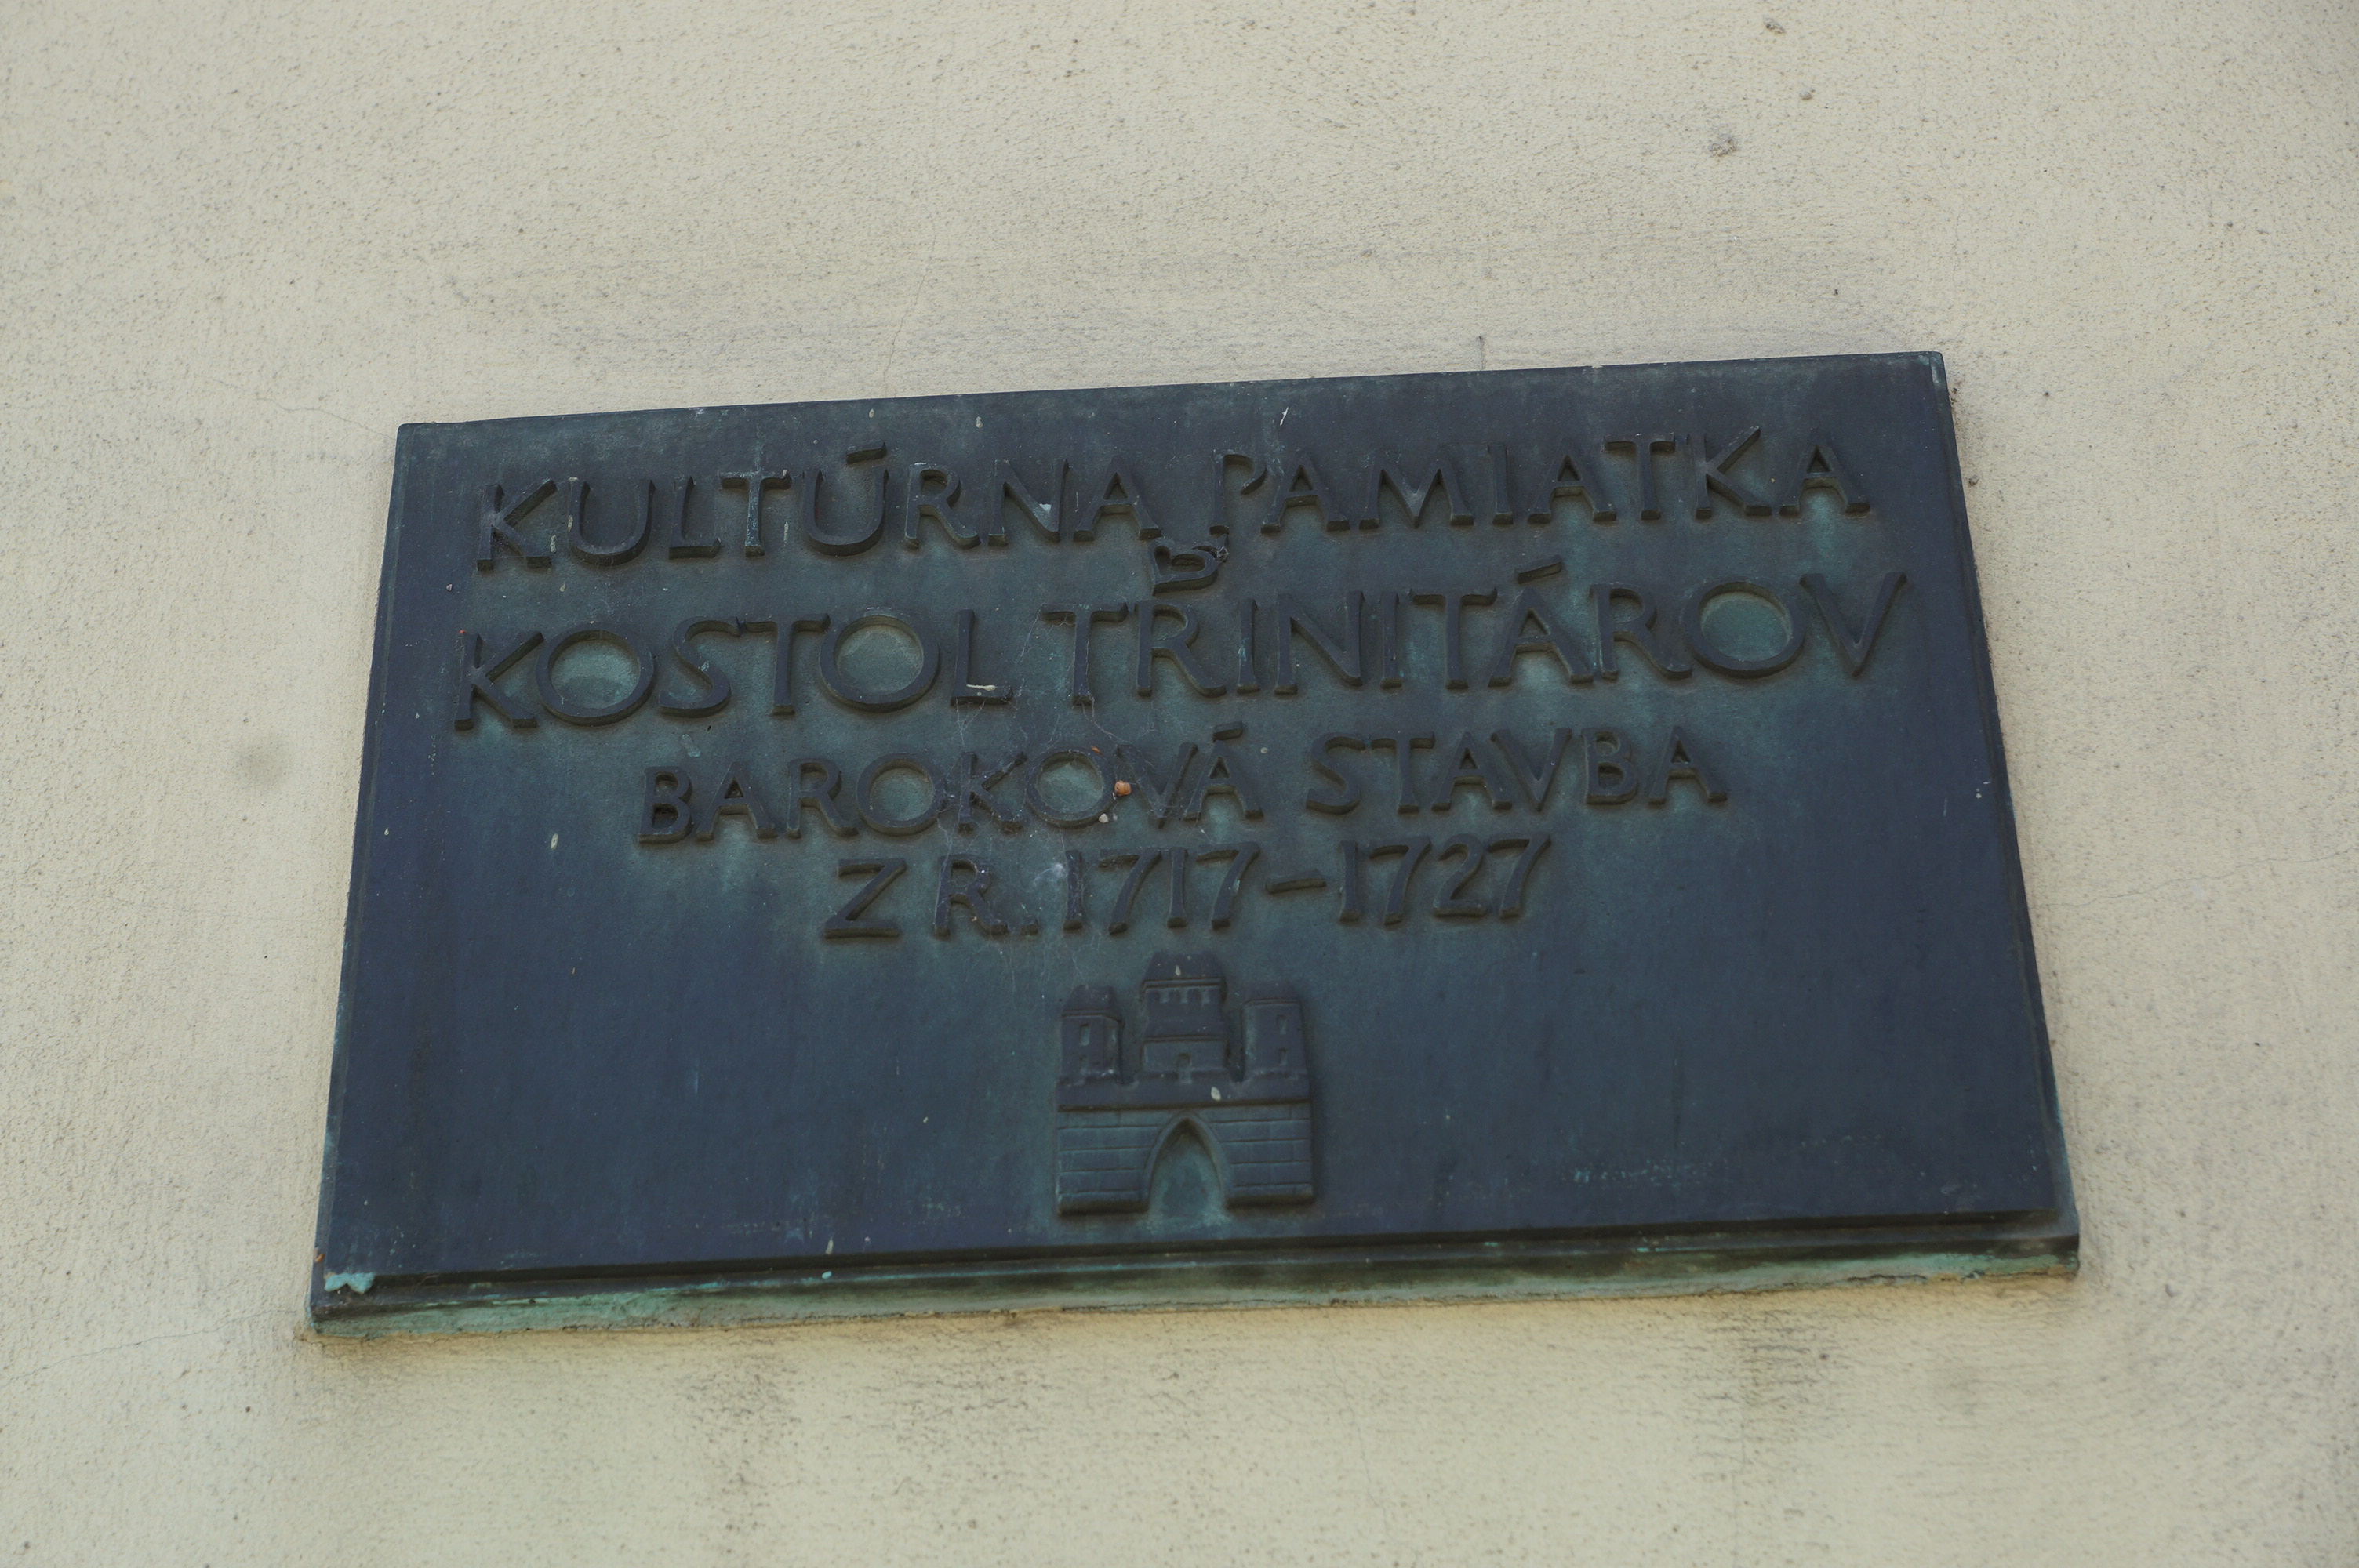 KULTÚRNA PAMIATKA
KOSTOL TRINITÁROV
BAROKOVÁ STAVBA
Z R. 1717-1727